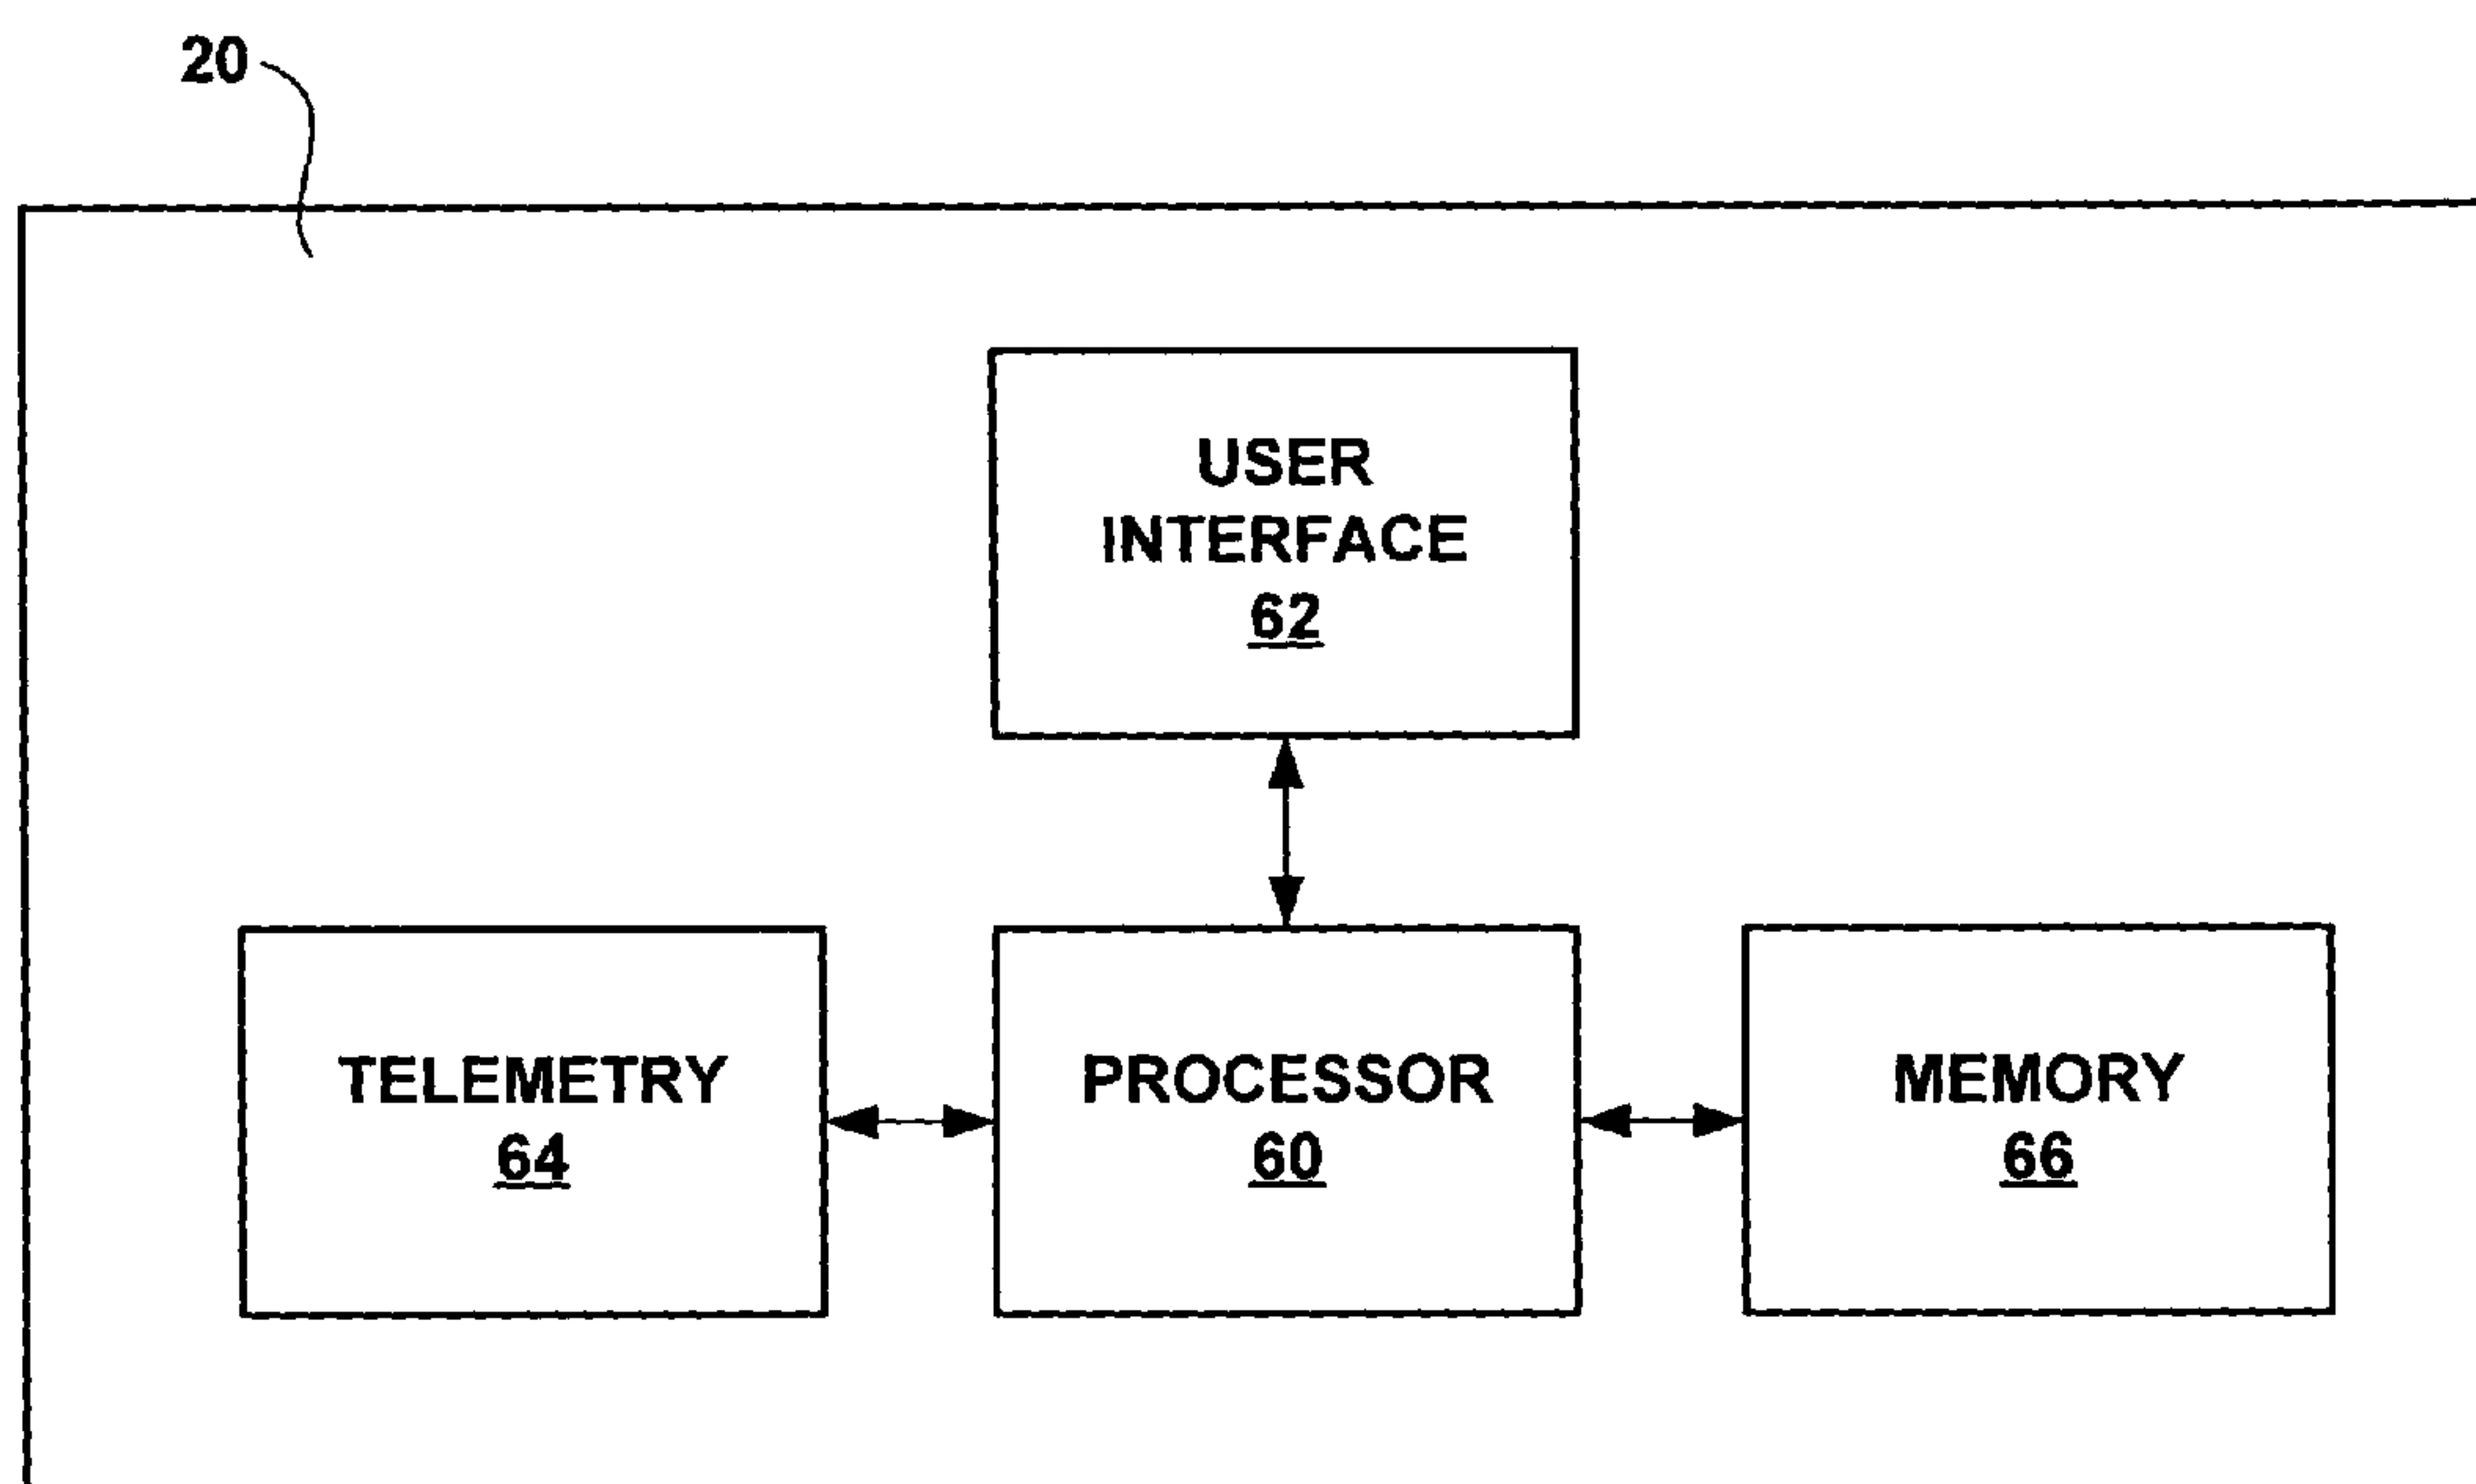 20
USER
INTERFACE
62
TELEMETRY
64
PROCESSOR
60
MEMORY
66